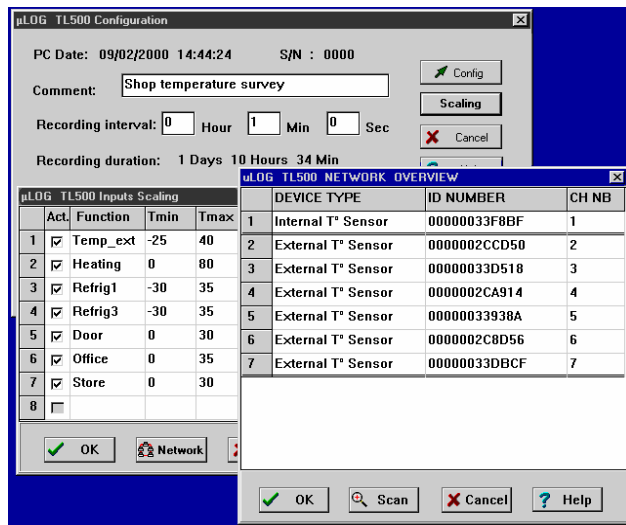 µLOG TL500 Configuration
PC Date: 09/02/2000 14:44:24 S/N : 0000
Comment: Shop temperature survey
Recording interval: 0 Hour 1 Min 0 Sec
Recording duration: 1 Days 10 Hours 34 Min
Config
Scaling
Cancel
µLOG TL500 Inputs Scaling
Act. Function Tmin Tmax
1 Temp_ext -25 40
2 Heating 0 80
3 Refrig1 -30 35
4 Refrig3 -30 35
5 Door 0 30
6 Office 0 35
7 Store 0 30
8
OK Network
uLOG TL500 NETWORK OVERVIEW
DEVICE TYPE ID NUMBER CH NB
1 Internal T° Sensor 00000033F8BF 1
2 External T° Sensor 0000002CCD50 2
3 External T° Sensor 00000033D518 3
4 External T° Sensor 0000002CA914 4
5 External T° Sensor 00000033938A 5
6 External T° Sensor 0000002C8D56 6
7 External T° Sensor 00000033DBCF 7
OK Scan Cancel Help